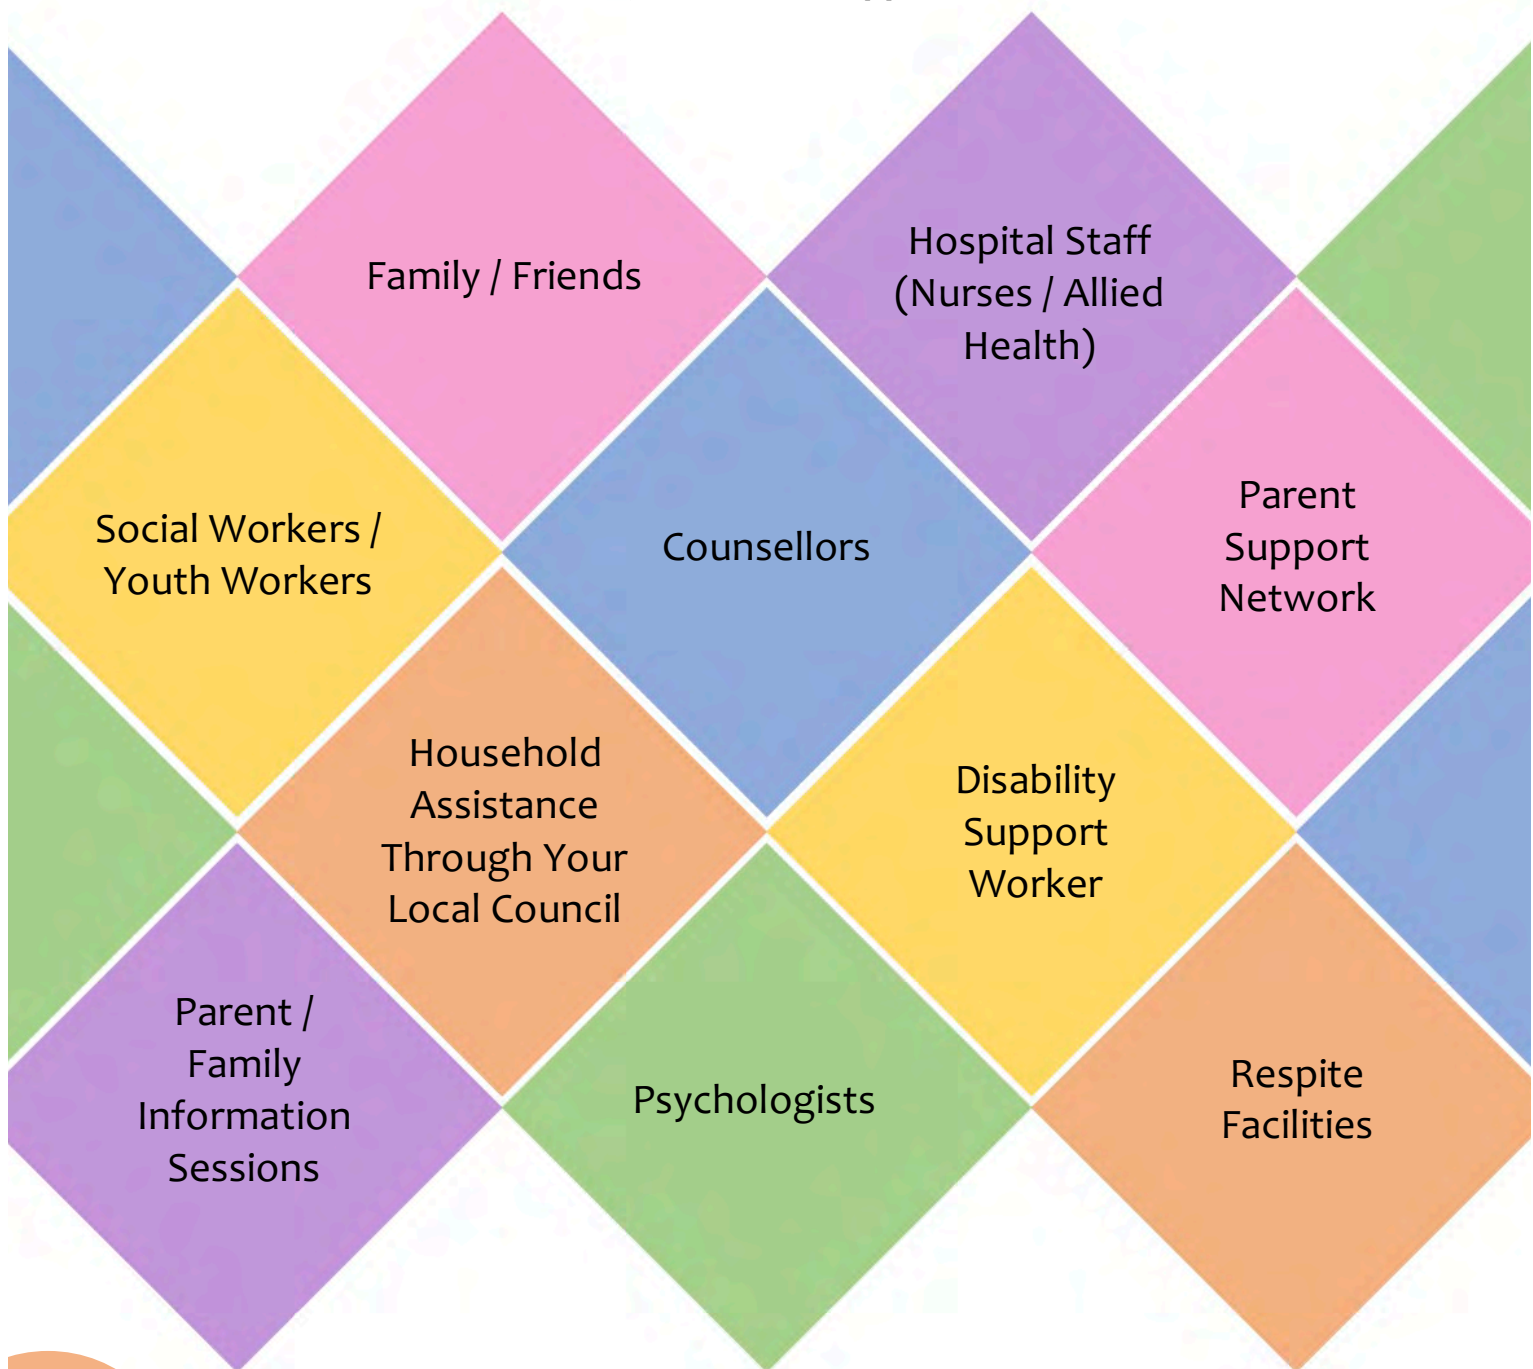 Family / Friends
Hospital Staff
(Nurses / Allied
Health)
Social Workers /
Youth Workers
Counsellors
Parent
Support
Network
Household
Assistance
Through Your
Local Council
Disability
Support
Worker
Parent /
Family
Information
Sessions
Psychologists
Respite
Facilities